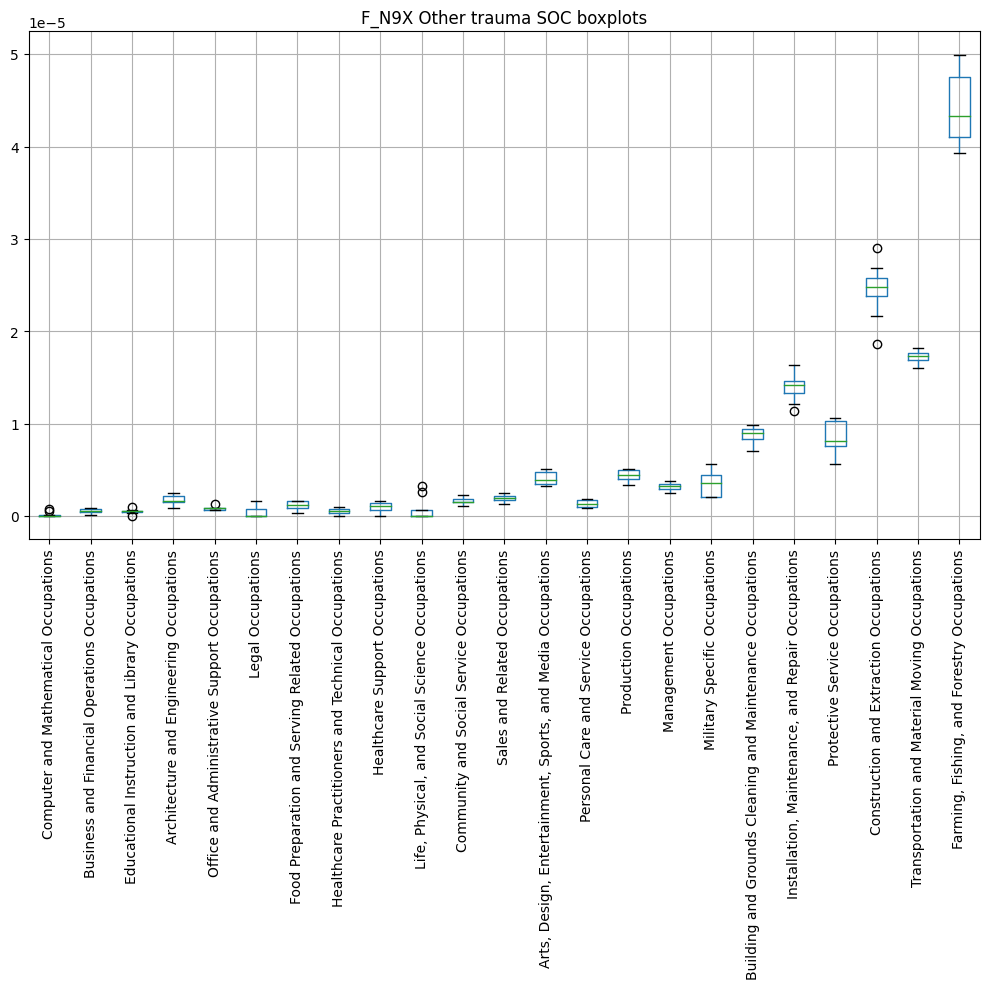 F_N9X Other trauma SOC boxplots
1e−5
5
4
3
2
1
0
Computer and Mathematical Occupations
Business and Financial Operations Occupations
Educational Instruction and Library Occupations
Architecture and Engineering Occupations
Office and Administrative Support Occupations
Legal Occupations
Food Preparation and Serving Related Occupations
Healthcare Practitioners and Technical Occupations
Healthcare Support Occupations
Life, Physical, and Social Science Occupations
Community and Social Service Occupations
Sales and Related Occupations
Arts, Design, Entertainment, Sports, and Media Occupations
Personal Care and Service Occupations
Production Occupations
Management Occupations
Military Specific Occupations
Building and Grounds Cleaning and Maintenance Occupations
Installation, Maintenance, and Repair Occupations
Protective Service Occupations
Construction and Extraction Occupations
Transportation and Material Moving Occupations
Farming, Fishing, and Forestry Occupations